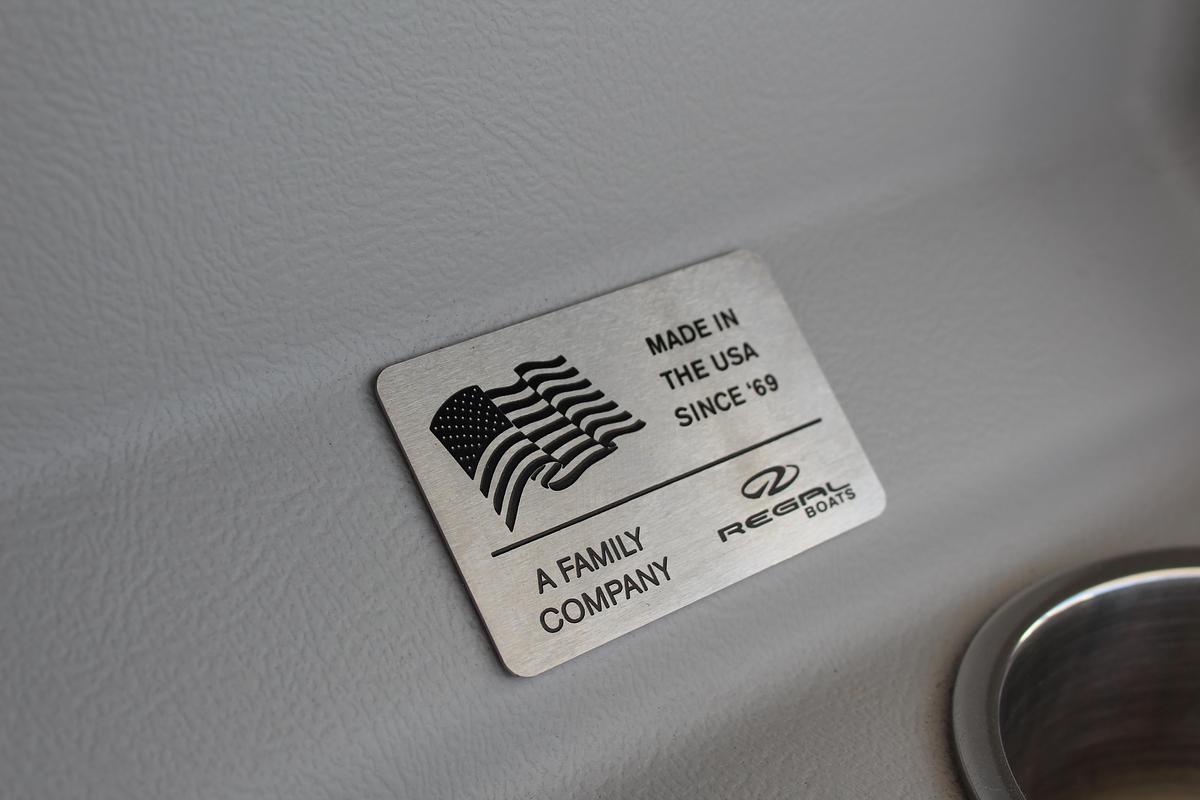 MADE IN
THE USA
SINCE ‘69
A FAMILY
COMPANY
REGAL
BOATS